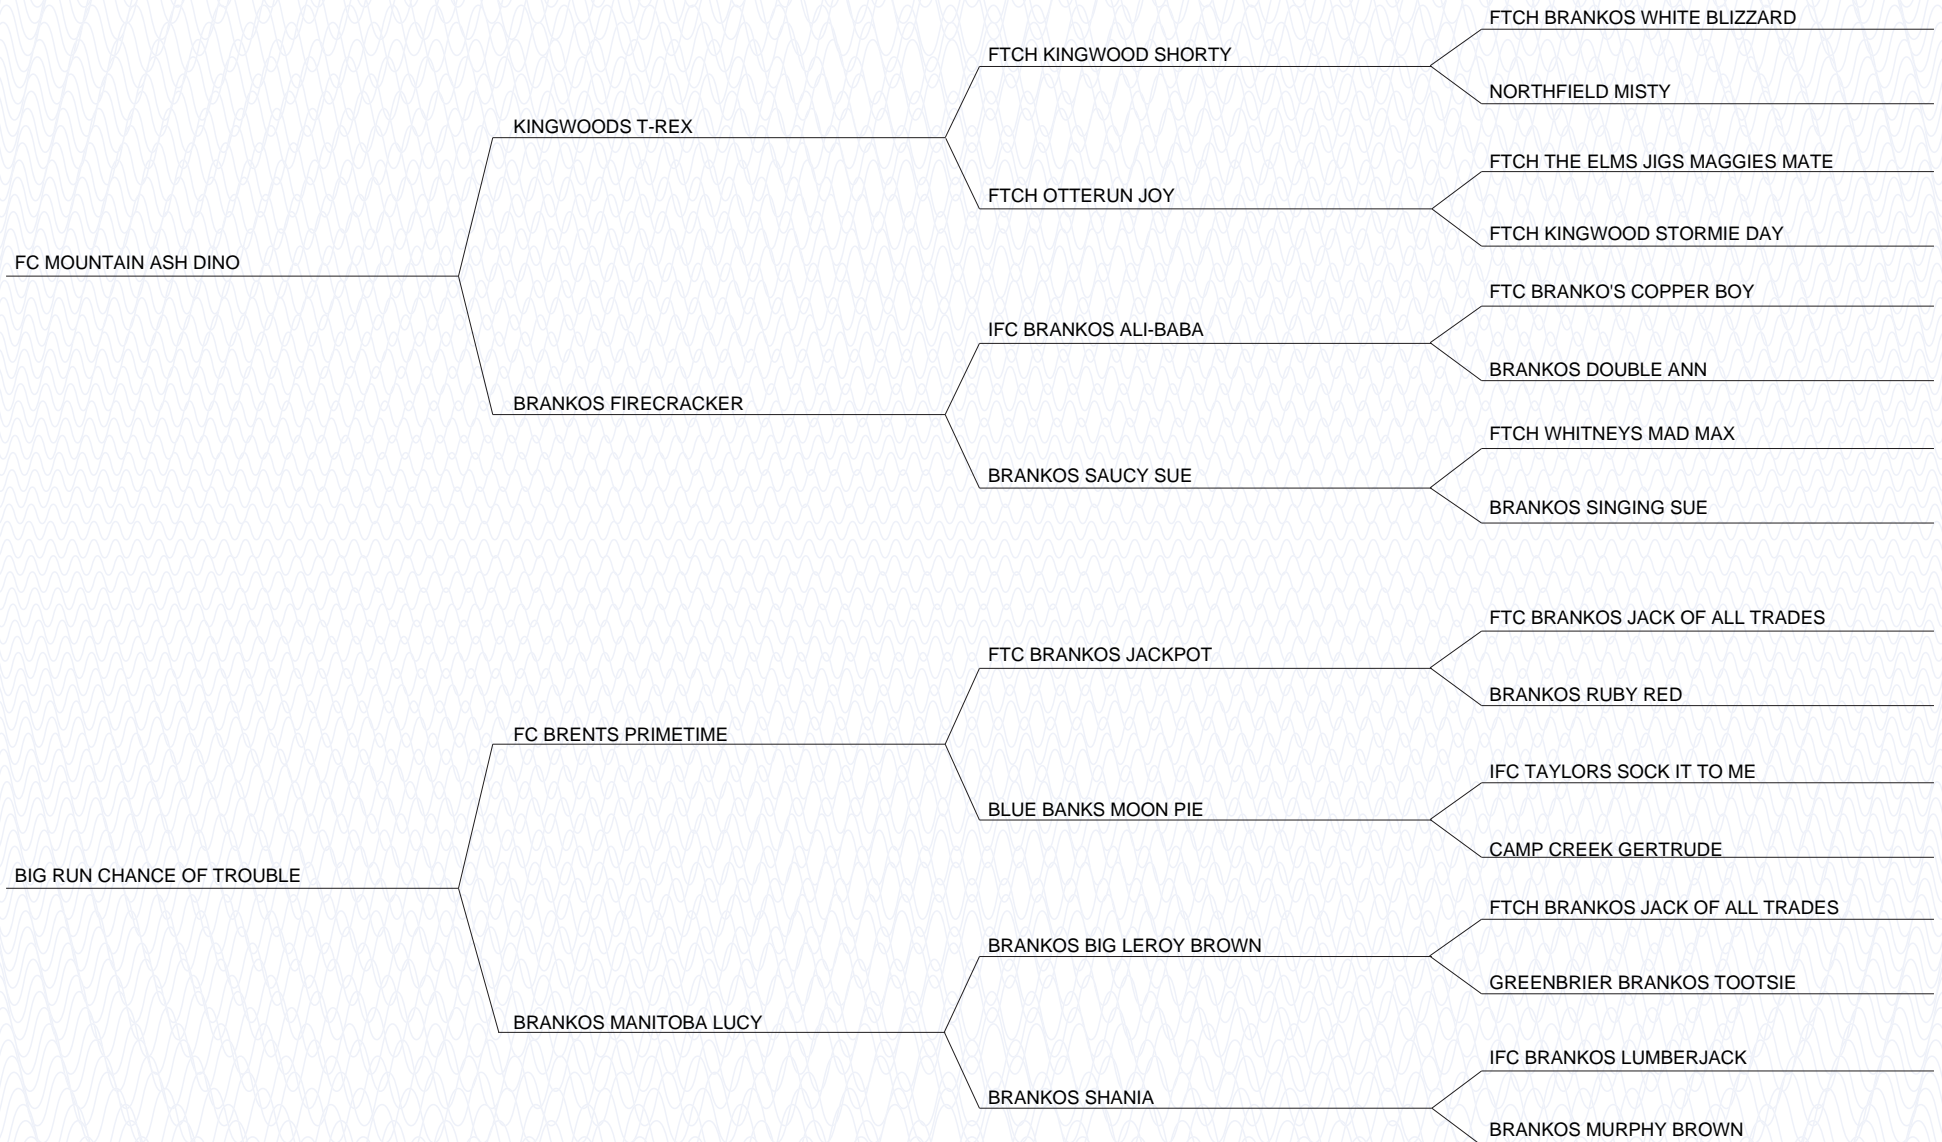 FTCH BRANKOS WHITE BLIZZARD
FTCH KINGWOOD SHORTY
NORTHFIELD MISTY
KINGWOODS T-REX
FTCH THE ELMS JIGS MAGGIES MATE
FTCH OTTERUN JOY
FTCH KINGWOOD STORMIE DAY
FC MOUNTAIN ASH DINO
FTC BRANKO'S COPPER BOY
IFC BRANKOS ALI-BABA
BRANKOS DOUBLE ANN
BRANKOS FIRECRACKER
FTCH WHITNEYS MAD MAX
BRANKOS SAUCY SUE
BRANKOS SINGING SUE
FTC BRANKOS JACK OF ALL TRADES
FTC BRANKOS JACKPOT
BRANKOS RUBY RED
FC BRENTS PRIMETIME
IFC TAYLORS SOCK IT TO ME
BLUE BANKS MOON PIE
CAMP CREEK GERTRUDE
BIG RUN CHANCE OF TROUBLE
FTCH BRANKOS JACK OF ALL TRADES
BRANKOS BIG LEROY BROWN
GREENBRIER BRANKOS TOOTSIE
BRANKOS MANITOBA LUCY
IFC BRANKOS LUMBERJACK
BRANKOS SHANIA
BRANKOS MURPHY BROWN